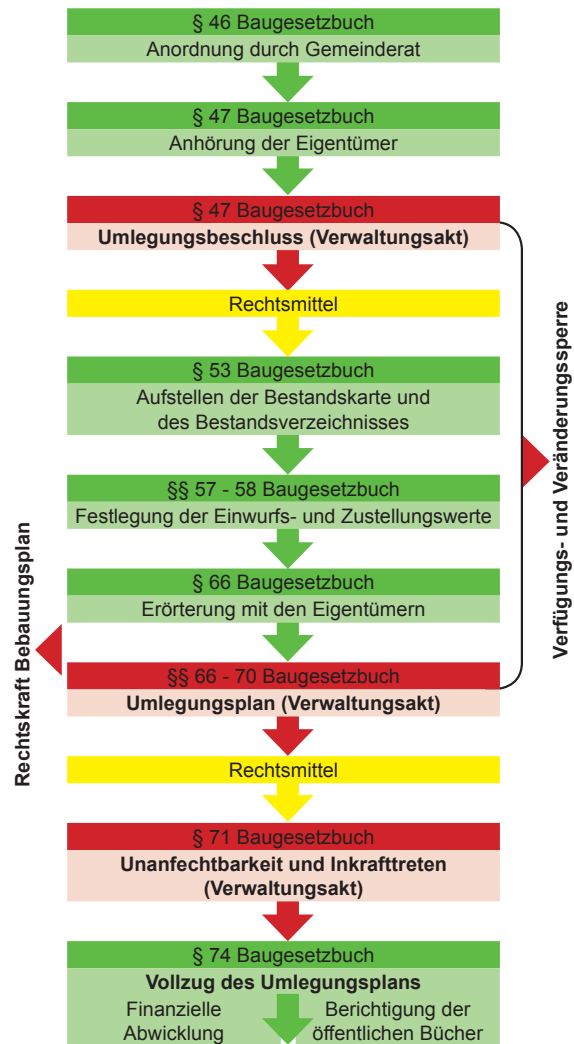 § 46 Baugesetzbuch
Anordnung durch Gemeinderat
§ 47 Baugesetzbuch
Anhörung der Eigentümer
§ 47 Baugesetzbuch
Umlegungsbeschluss (Verwaltungsakt)
Rechtsmittel
§ 53 Baugesetzbuch
Aufstellen der Bestandskarte und
des Bestandsverzeichnisses
§§ 57 - 58 Baugesetzbuch
Festlegung der Einwurfs- und Zustellungswerte
§ 66 Baugesetzbuch
Erörterung mit den Eigentümern
§§ 66 - 70 Baugesetzbuch
Umlegungsplan (Verwaltungsakt)
Rechtsmittel
§ 71 Baugesetzbuch
Unanfechtbarkeit und Inkrafttreten
(Verwaltungsakt)
§ 74 Baugesetzbuch
Vollzug des Umlegungsplans
Finanzielle
Abwicklung
Berichtigung der
öffentlichen Bücher
Verfügungs- und Veränderungssperre
Rechtskraft Bebauungsplan